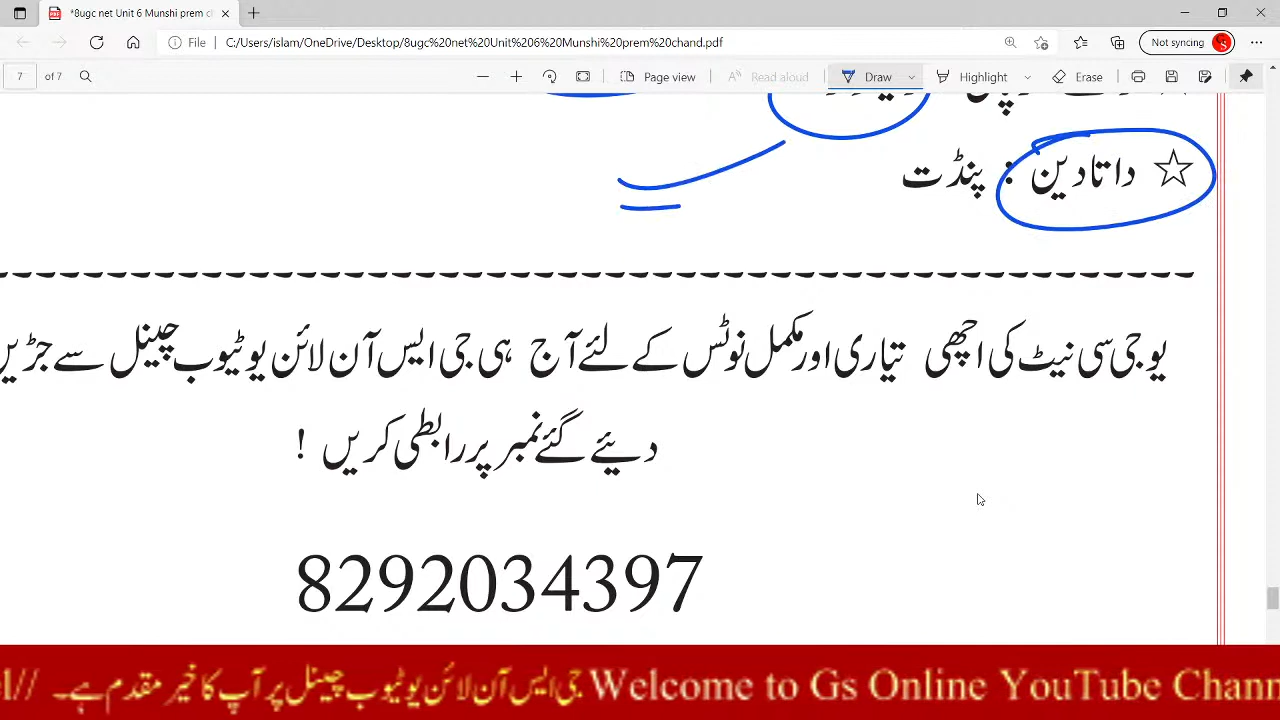 *8ugc net Unit 6 Munshi prem c
Not syncing
File C:/Users/islam/OneDrive/Desktop/8ugc%20net%20Unit%206%20Munshi%20prem%20chand.pdf
7 of 7 Page view Read aloud Draw Highlight Erase
☆ داتادین : پنڈت
یو جی سی نیٹ کی اچھی تیاری اور مکمل نوٹس کے لئے آج ہی جی ایس آن لائن یوٹیوب چینل سے جڑیں
دیئے گئے نمبر پر رابطی کریں !
8292034397
جی ایس آن لائن یوٹیوب چینل پر آپ کا خیر مقدم ہے۔ // Welcome to Gs Online YouTube Chann